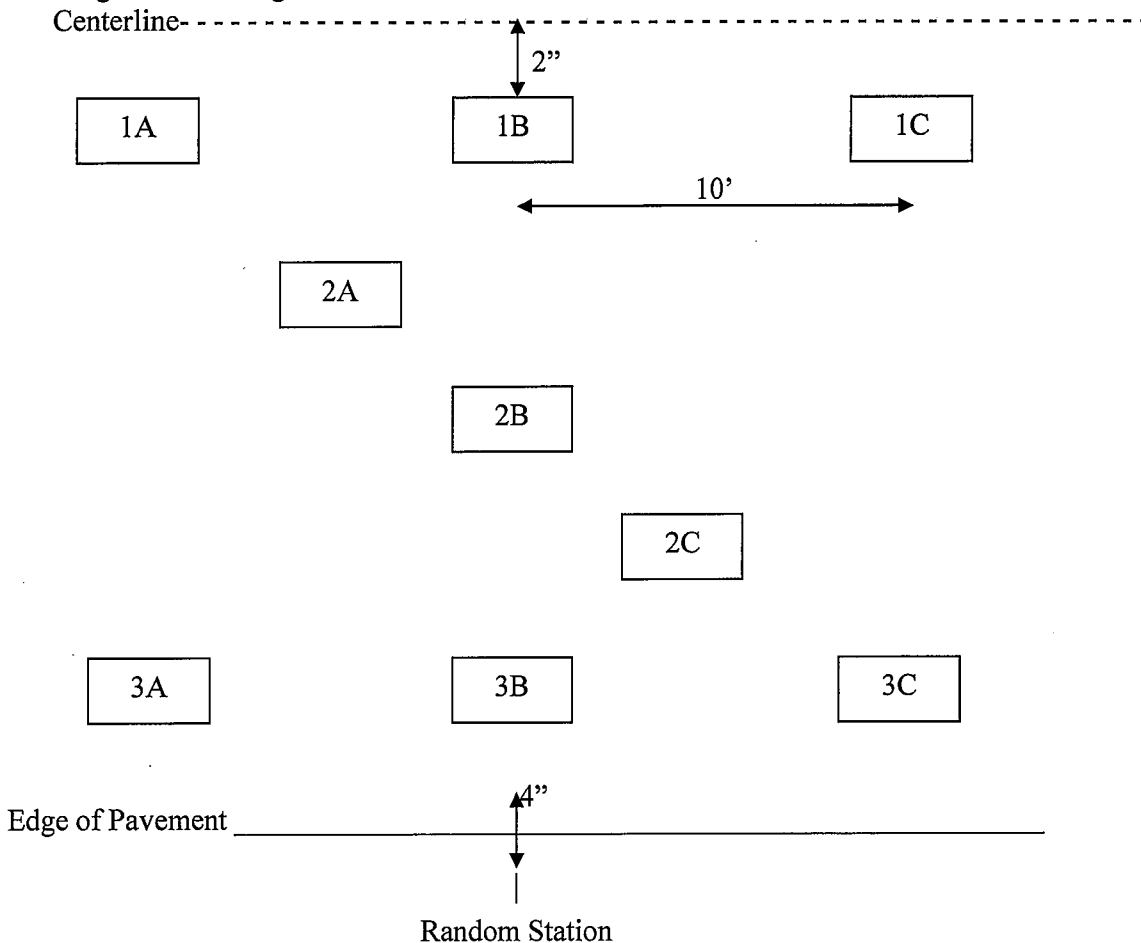 Centerline
2”
1A 1B 1C
10’
2A
2B
2C
3A 3B 3C
4”
Edge of Pavement
Random Station